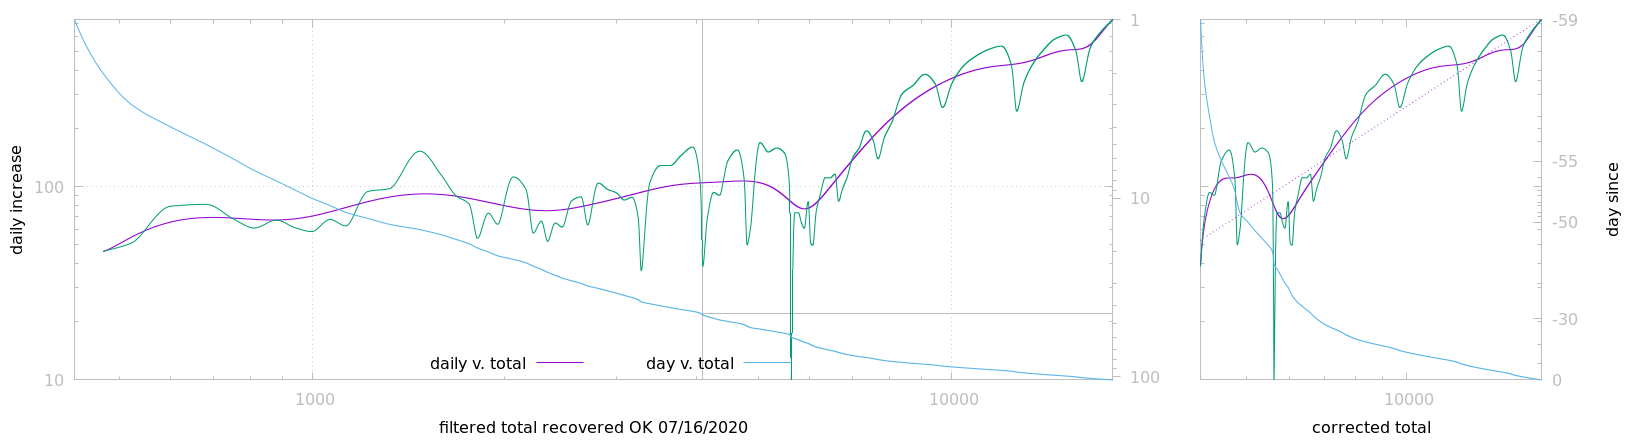 daily increase
100
10
1000
10000
1
10
100
daily v. total
day v. total
filtered total recovered OK 07/16/2020
-59
-55
-50
-30
0
day since
10000
corrected total